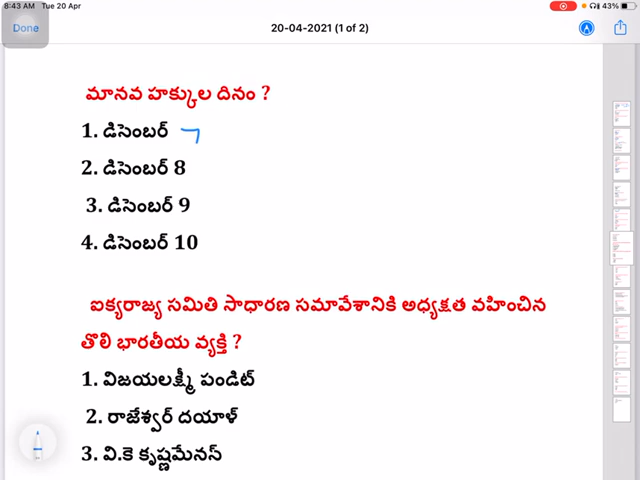 8:43 AM Tue 20 Apr
43%
Done
20-04-2021 (1 of 2)
మానవ హక్కుల దినం ?
1. డిసెంబర్ 7
2. డిసెంబర్ 8
3. డిసెంబర్ 9
4. డిసెంబర్ 10
ఐక్యరాజ్య సమితి సాధారణ సమావేశానికి అధ్యక్షత వహించిన
తొలి భారతీయ వ్యక్తి ?
1. విజయలక్ష్మీ పండిట్
2. రాజేశ్వర్ దయాళ్
3. వి.కె కృష్ణమేనన్